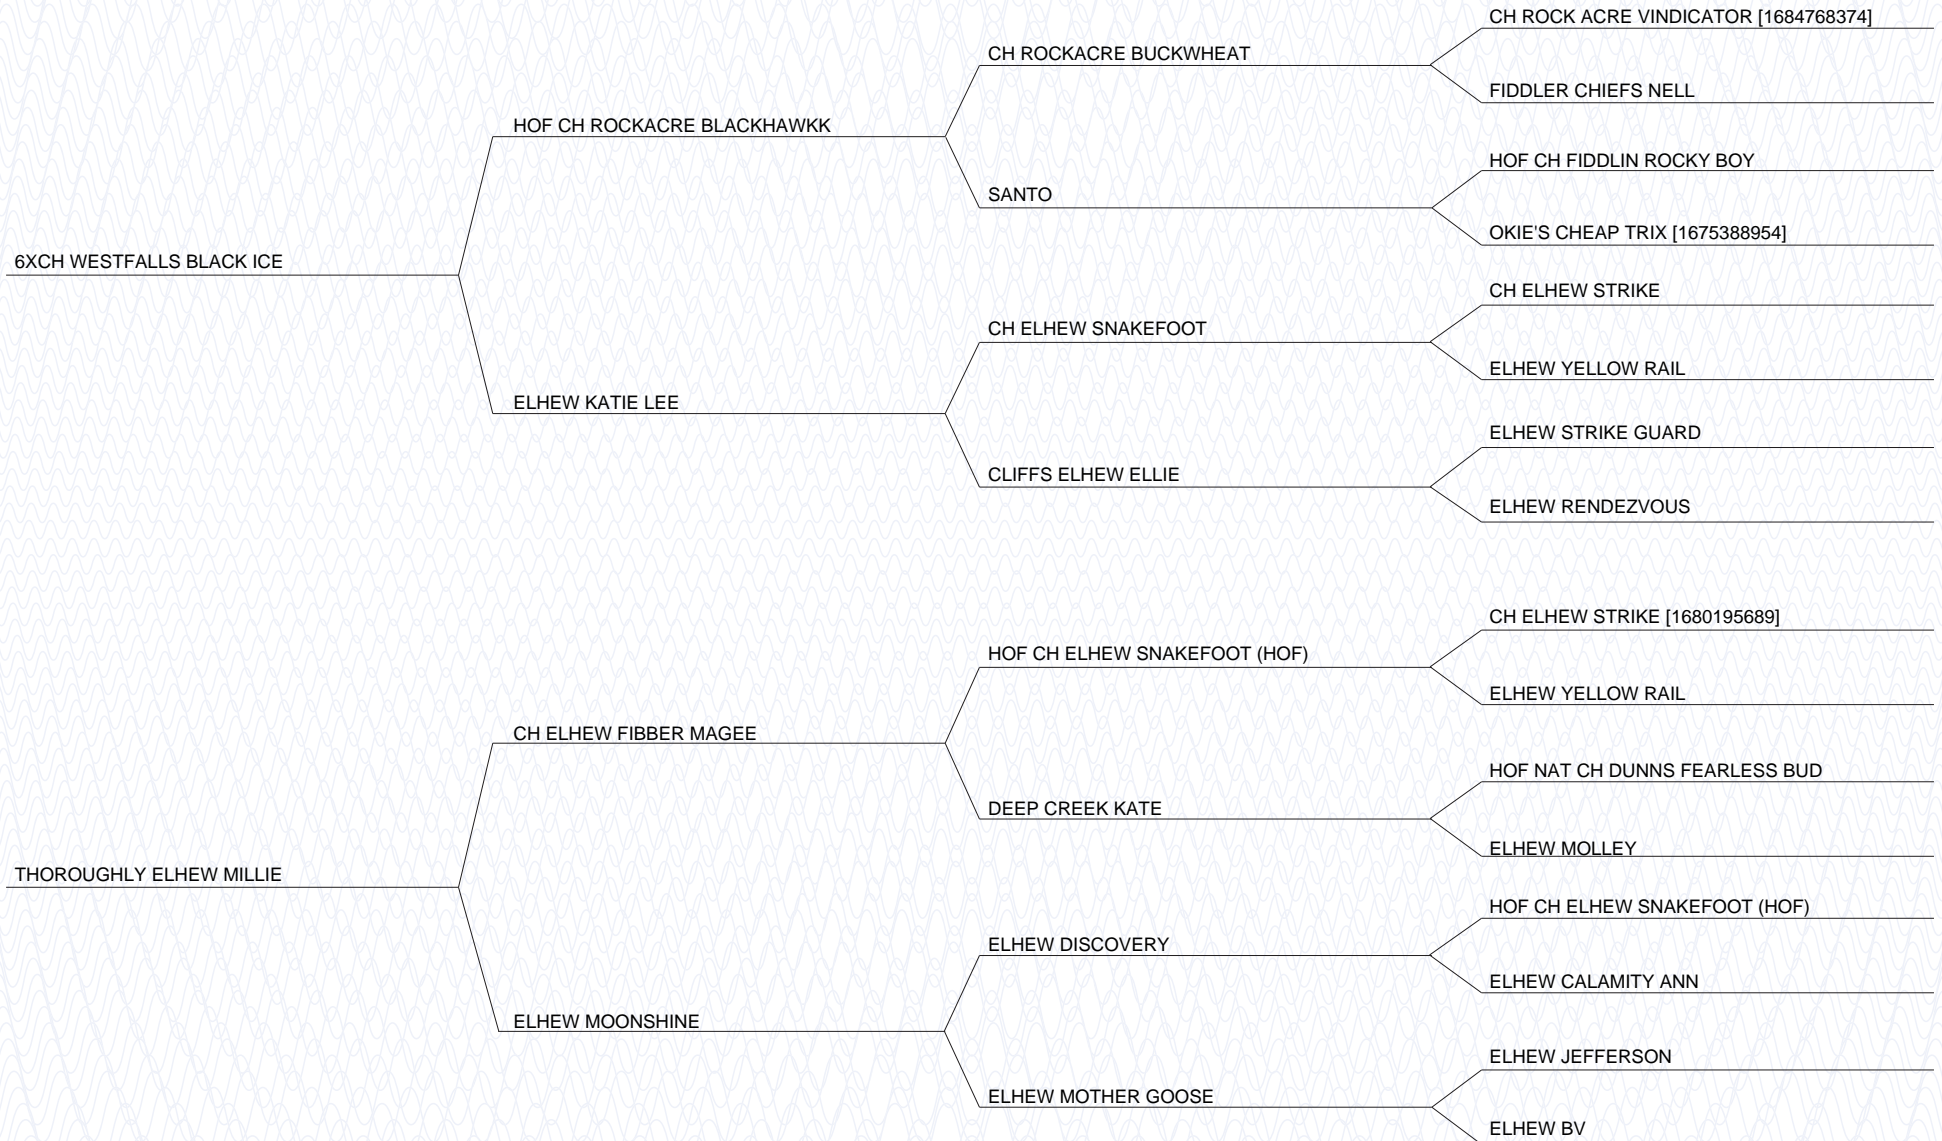 CH ROCK ACRE VINDICATOR [1684768374]
CH ROCKACRE BUCKWHEAT
FIDDLER CHIEFS NELL
HOF CH ROCKACRE BLACKHAWKK
HOF CH FIDDLIN ROCKY BOY
SANTO
OKIE'S CHEAP TRIX [1675388954]
6XCH WESTFALLS BLACK ICE
CH ELHEW STRIKE
CH ELHEW SNAKEFOOT
ELHEW YELLOW RAIL
ELHEW KATIE LEE
ELHEW STRIKE GUARD
CLIFFS ELHEW ELLIE
ELHEW RENDEZVOUS
CH ELHEW STRIKE [1680195689]
HOF CH ELHEW SNAKEFOOT (HOF)
ELHEW YELLOW RAIL
CH ELHEW FIBBER MAGEE
HOF NAT CH DUNNS FEARLESS BUD
DEEP CREEK KATE
ELHEW MOLLEY
THOROUGHLY ELHEW MILLIE
HOF CH ELHEW SNAKEFOOT (HOF)
ELHEW DISCOVERY
ELHEW CALAMITY ANN
ELHEW MOONSHINE
ELHEW JEFFERSON
ELHEW MOTHER GOOSE
ELHEW BV